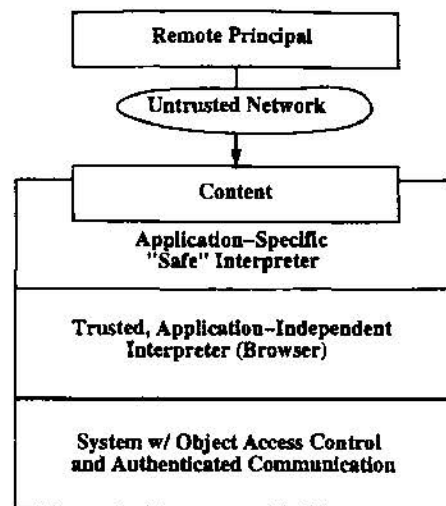 Remote Principal
Untrusted Network
Content
Application-Specific
"Safe" Interpreter
Trusted, Application-Independent
Interpreter (Browser)
System w/ Object Access Control
and Authenticated Communication